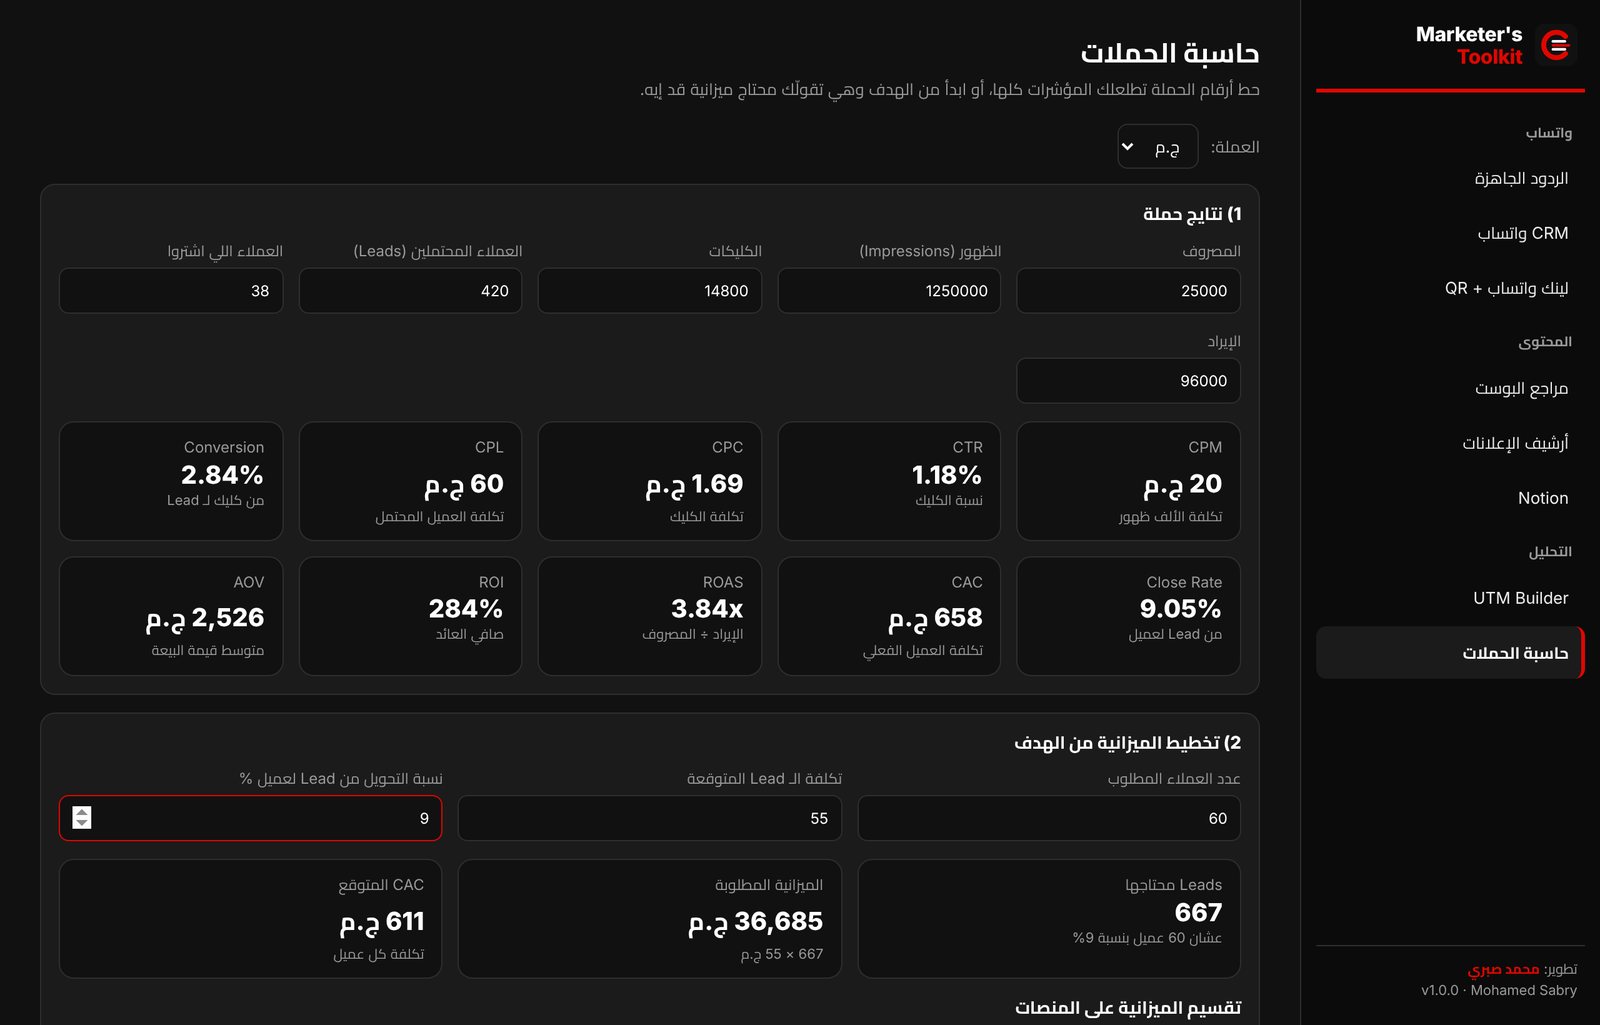 Marketer's
Toolkit
واتساب
الردود الجاهزة
CRM واتساب
لينك واتساب + QR
المحتوى
مراجع البوست
أرشيف الإعلانات
Notion
التحليل
UTM Builder
حاسبة الحملات
تطوير: محمد صبري
v1.0.0 · Mohamed Sabry
حاسبة الحملات
حط أرقام الحملة تطلعلك المؤشرات كلها، أو ابدأ من الهدف وهي تقولّك محتاج ميزانية قد إيه.
العملة: ج.م
1) نتايج حملة
المصروف
25000
الظهور (Impressions)
1250000
الكليكات
14800
العملاء المحتملين (Leads)
420
العملاء اللي اشتروا
38
الإيراد
96000
CPM
20 ج.م
تكلفة الألف ظهور
CTR
1.18%
نسبة الكليك
CPC
1.69 ج.م
تكلفة الكليك
CPL
60 ج.م
تكلفة العميل المحتمل
Conversion
2.84%
من كليك لـ Lead
Close Rate
9.05%
من Lead لعميل
CAC
658 ج.م
تكلفة العميل الفعلي
ROAS
3.84x
الإيراد ÷ المصروف
ROI
284%
صافي العائد
AOV
2,526 ج.م
متوسط قيمة البيعة
2) تخطيط الميزانية من الهدف
عدد العملاء المطلوب
60
تكلفة الـ Lead المتوقعة
55
نسبة التحويل من Lead لعميل %
9
Leads محتاجها
667
عشان 60 عميل بنسبة 9%
الميزانية المطلوبة
36,685 ج.م
667 × 55 ج.م
CAC المتوقع
611 ج.م
تكلفة كل عميل
تقسيم الميزانية على المنصات